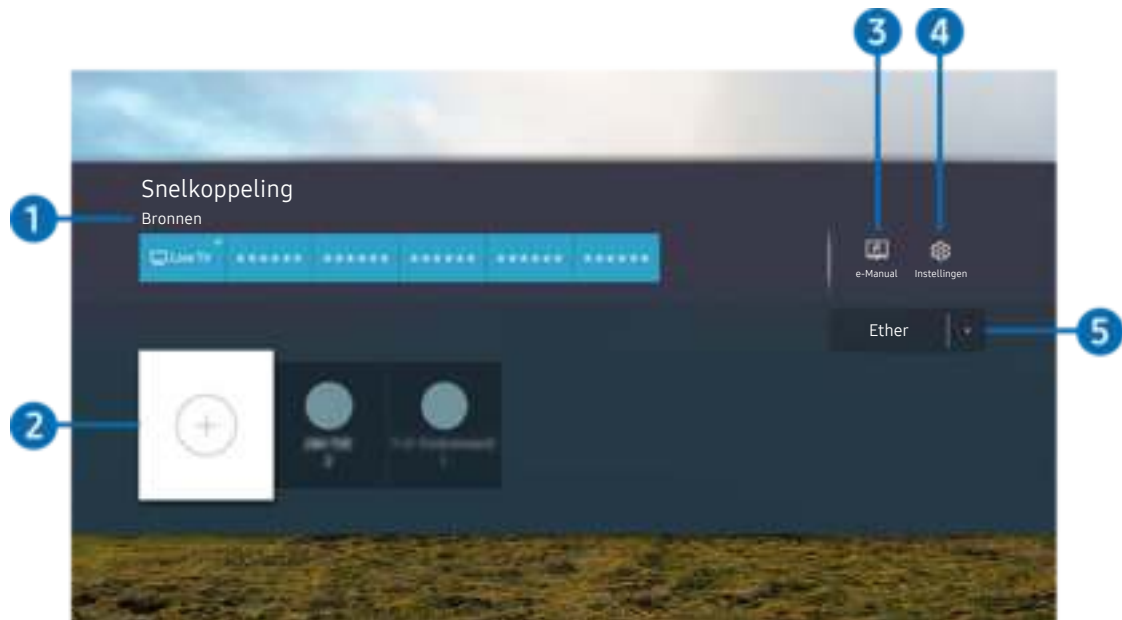 3 4
Snelkoppeling
1
Bronnen
Live TV
e-Manual Instellingen
Ether
5
2